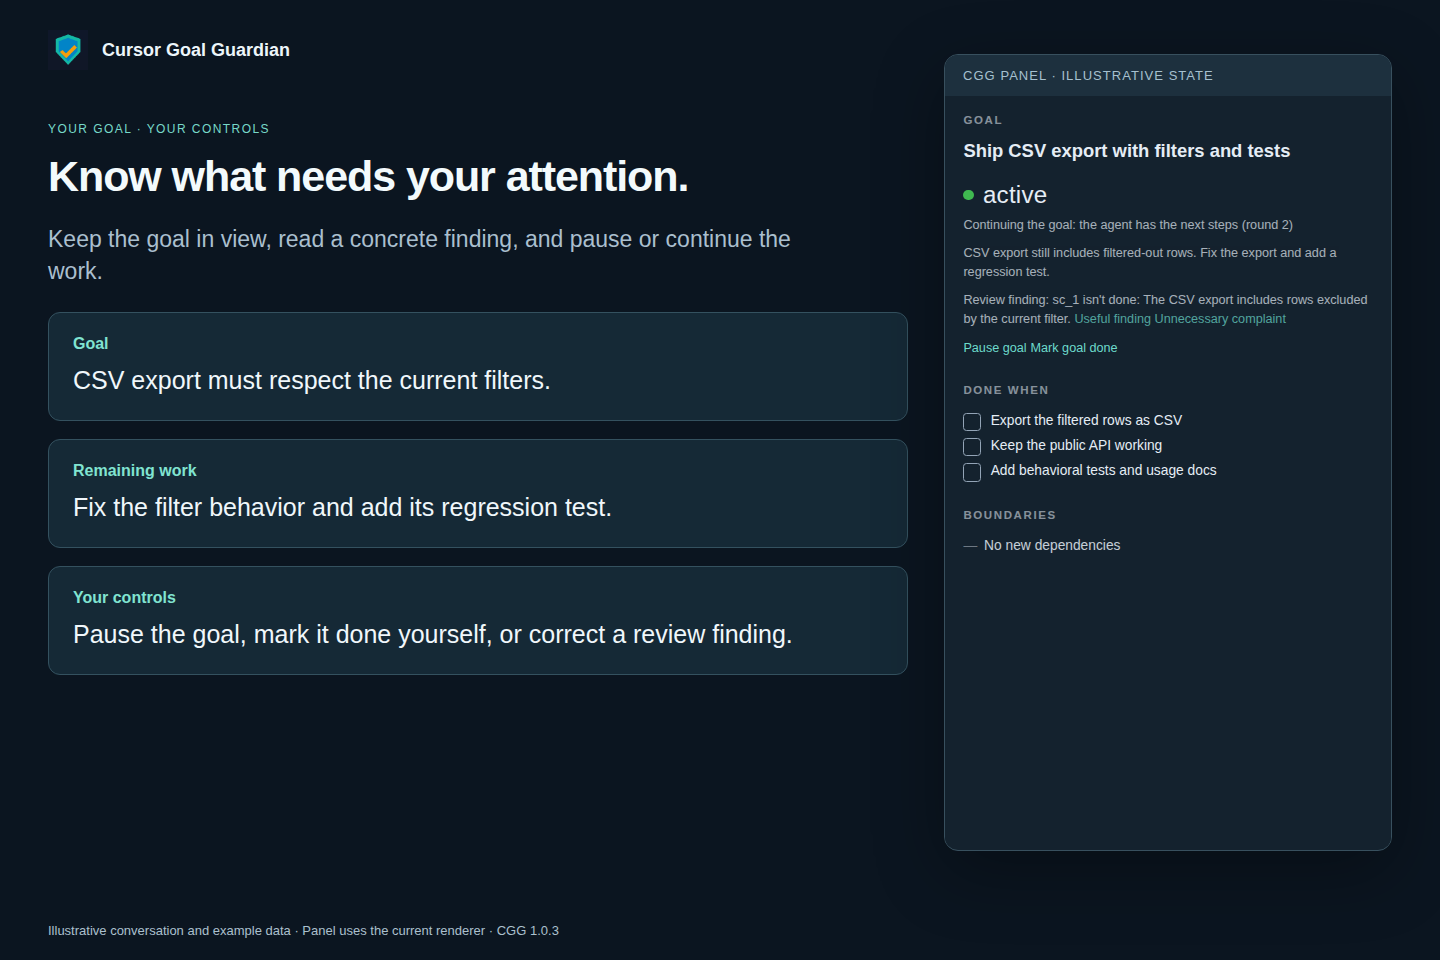 Cursor Goal Guardian
YOUR GOAL · YOUR CONTROLS
Know what needs your attention.
Keep the goal in view, read a concrete finding, and pause or continue the
work.
Goal
CSV export must respect the current filters.
Remaining work
Fix the filter behavior and add its regression test.
Your controls
Pause the goal, mark it done yourself, or correct a review finding.
CGG PANEL · ILLUSTRATIVE STATE
GOAL
Ship CSV export with filters and tests
active
Continuing the goal: the agent has the next steps (round 2)
CSV export still includes filtered-out rows. Fix the export and add a
regression test.
Review finding: sc_1 isn't done: The CSV export includes rows excluded
by the current filter. Useful finding Unnecessary complaint
Pause goal Mark goal done
DONE WHEN
Export the filtered rows as CSV
Keep the public API working
Add behavioral tests and usage docs
BOUNDARIES
— No new dependencies
Illustrative conversation and example data · Panel uses the current renderer · CGG 1.0.3